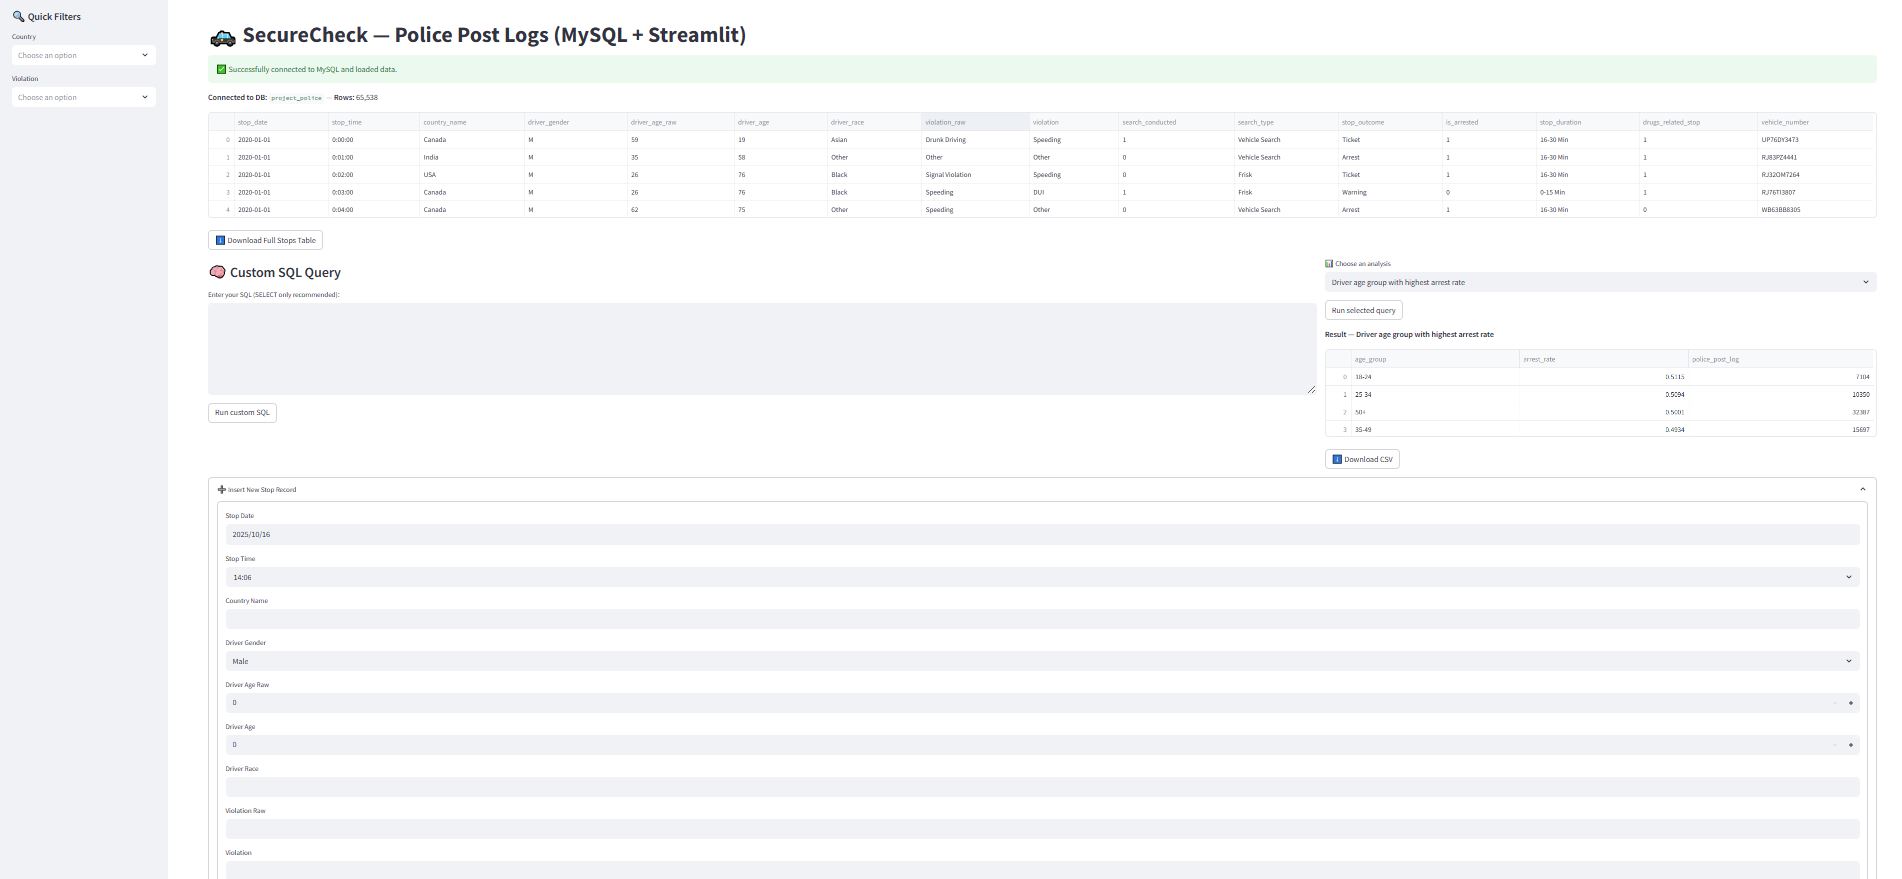 Quick Filters
Country
Choose an option
Violation
Choose an option
SecureCheck — Police Post Logs (MySQL + Streamlit)
Successfully connected to MySQL and loaded data.
Connected to DB: project_police — Rows: 65,538
stop_date stop_time country_name driver_gender driver_age_raw driver_age driver_race violation_raw violation search_conducted search_type stop_outcome is_arrested stop_duration drugs_related_stop vehicle_number
0 2020-01-01 0:00:00 Canada M 59 19 Asian Drunk Driving Speeding 1 Vehicle Search Ticket 1 16-30 Min 1 UP76DY3473
1 2020-01-01 0:01:00 India M 35 58 Other Other Other 0 Vehicle Search Arrest 1 16-30 Min 1 RJ83PZ4441
2 2020-01-01 0:02:00 USA M 26 76 Black Signal Violation Speeding 0 Frisk Ticket 1 16-30 Min 1 RJ32OM7264
3 2020-01-01 0:03:00 Canada M 26 76 Black Speeding DUI 1 Frisk Warning 0 0-15 Min 1 RJ76TI3807
4 2020-01-01 0:04:00 Canada M 62 75 Other Speeding Other 0 Vehicle Search Arrest 1 16-30 Min 0 WB63BB8305
Download Full Stops Table
Custom SQL Query
Enter your SQL (SELECT only recommended):
Run custom SQL
Choose an analysis
Driver age group with highest arrest rate
Run selected query
Result — Driver age group with highest arrest rate
age_group arrest_rate police_post_log
0 18-24 0.5115 7104
1 25-34 0.5094 10350
2 50+ 0.5001 32387
3 35-49 0.4934 15697
Download CSV
Insert New Stop Record
Stop Date
2025/10/16
Stop Time
14:06
Country Name
Driver Gender
Male
Driver Age Raw
0
Driver Age
0
Driver Race
Violation Raw
Violation